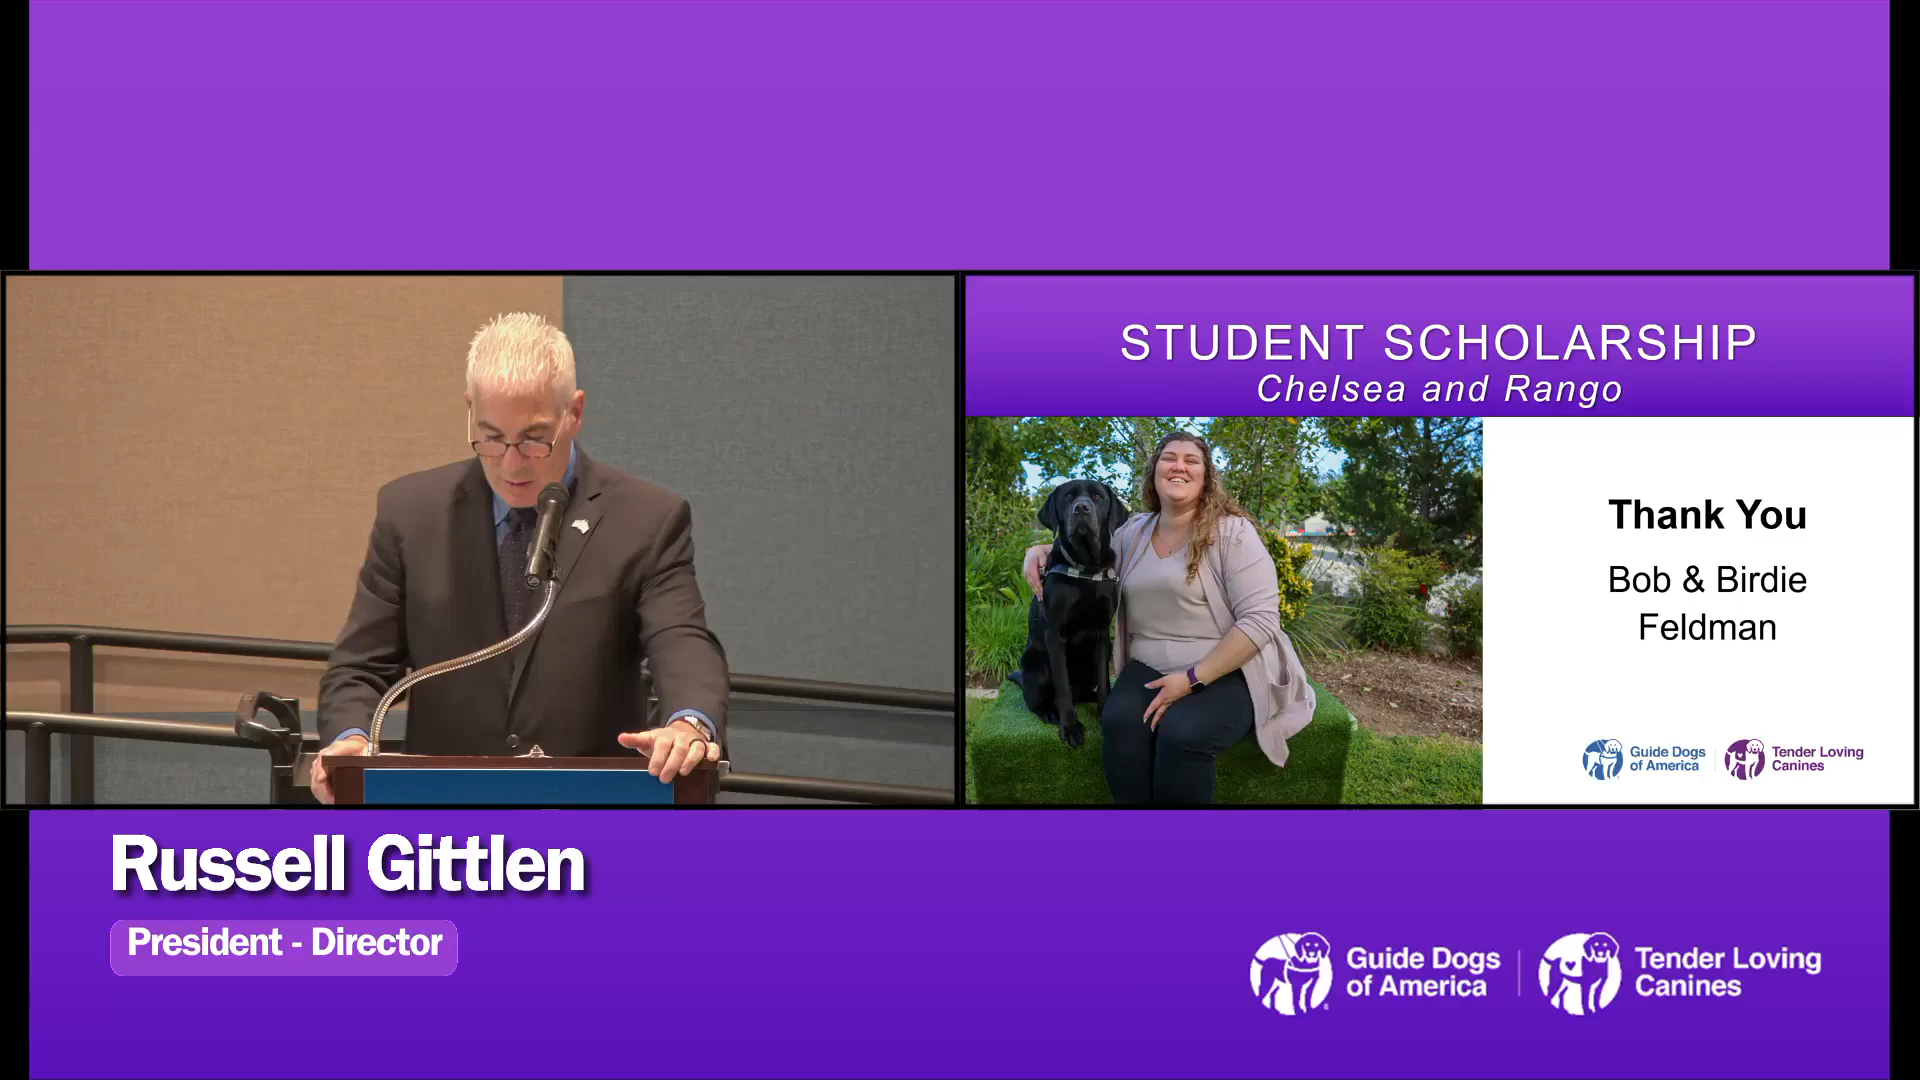 STUDENT SCHOLARSHIP
Chelsea and Rango
Thank You
Bob & Birdie
Feldman
Guide Dogs
of America
Tender Loving
Canines
Russell Gittlen
President - Director
Guide Dogs
of America
Tender Loving
Canines